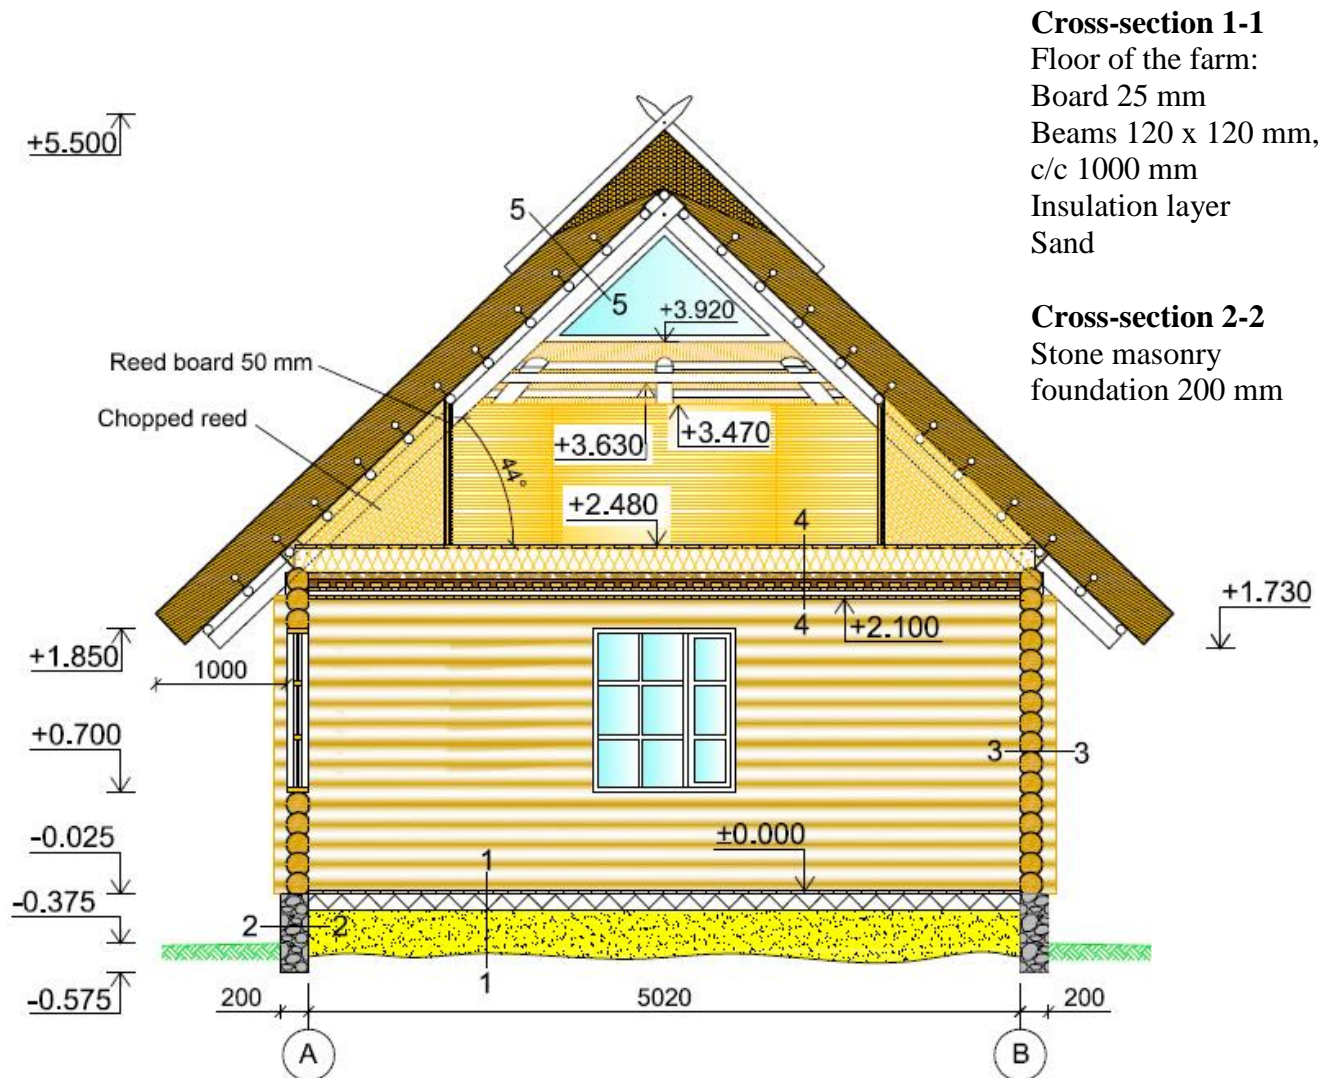 Cross-section 1-1
Floor of the farm:
Board 25 mm
Beams 120 x 120 mm,
c/c 1000 mm
Insulation layer
Sand
Cross-section 2-2
Stone masonry
foundation 200 mm
+5.500
5
5
+3.920
Reed board 50 mm
Chopped reed
+3.630
+3.470
44°
+2.480
4
4
+2.100
+1.730
+1.850
1000
+0.700
3
3
-0.025
±0.000
1
-0.375
2
2
1
-0.575
200
5020
200
A
B